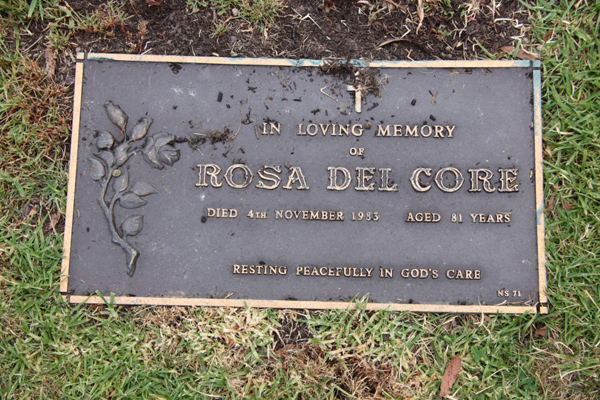 IN LOVING MEMORY
OF
ROSA DEL CORE
DIED 4TH NOVEMBER 1983 AGED 81 YEARS
RESTING PEACEFULLY IN GOD'S CARE
NS 71